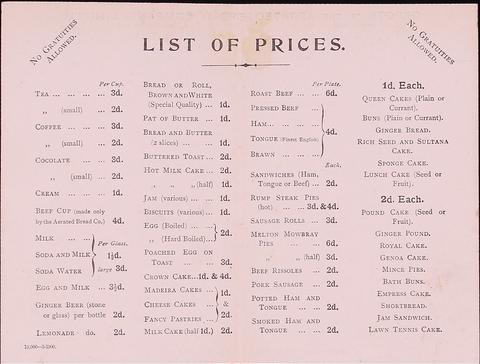 No Gratuities
Allowed.
LIST OF PRICES.
No Gratuities
Allowed.
Per Cup.
Tea ... ... ... ... 3d.
„ (small) ... 2d.
Coffee ... ... ... 3d.
„ (small) ... 2d.
Cocolate ... ... 3d.
„ (small) ... 2d.
Cream ... ... ... 1d.
Beef Cup (made only
by the Aerated Bread Co.) 4d.
Per Glass.
Milk ... ... ...
Soda and Milk 1½d.
Soda Water large 3d.
Egg and Milk ... 3½d.
Ginger Beer (stone
or glass) per bottle 2d.
Lemonade do. 2d.
10,000—5-1900.
Bread or Roll,
Brown and White
(Special Quality) ... 1d.
Pat of Butter ... 1d.
Bread and Butter
(2 slices) ... ... 1d.
Buttered Toast ... 2d.
Hot Milk Cake ... 2d.
„ „ „ (half) 1d.
Jam (various) ... 1d.
Biscuits (various) 1d.
Egg (Boiled) ... ...
„ (Hard Boiled)... 2d.
Poached Egg on
Toast ... ... 3d.
Crown Cake...1d. & 4d.
Madeira Cakes ... 1d.
Cheese Cakes ... &
Fancy Pastries ... 2d.
Milk Cake (half 1d.) 2d.
Per Plate.
Roast Beef ... ... 6d.
Pressed Beef ...
Ham ... ... ...
Tongue (Finest English) 4d.
Brawn ... ... ...
Each.
Sandwiches (Ham,
Tongue or Beef) ... 2d.
Rump Steak Pies
(hot) ... ... 3d. & 4d.
Sausage Rolls ... 3d.
Melton Mowbray
Pies ... ... 6d.
„ (half) 3d.
Beef Rissoles ... 2d.
Pork Sausage ... 2d.
Potted Ham and
Tongue ... ... 2d.
Smoked Ham and
Tongue ... ... 2d.
1d. Each.
Queen Cakes (Plain or
Currant).
Buns (Plain or Currant).
Ginger Bread.
Rich Seed and Sultana
Cake.
Sponge Cake.
Lunch Cake (Seed or
Fruit).
2d. Each.
Pound Cake (Seed or
Fruit).
Ginger Pound.
Royal Cake.
Genoa Cake.
Mince Pies.
Bath Buns.
Empress Cake.
Shortbread.
Jam Sandwich.
Lawn Tennis Cake.